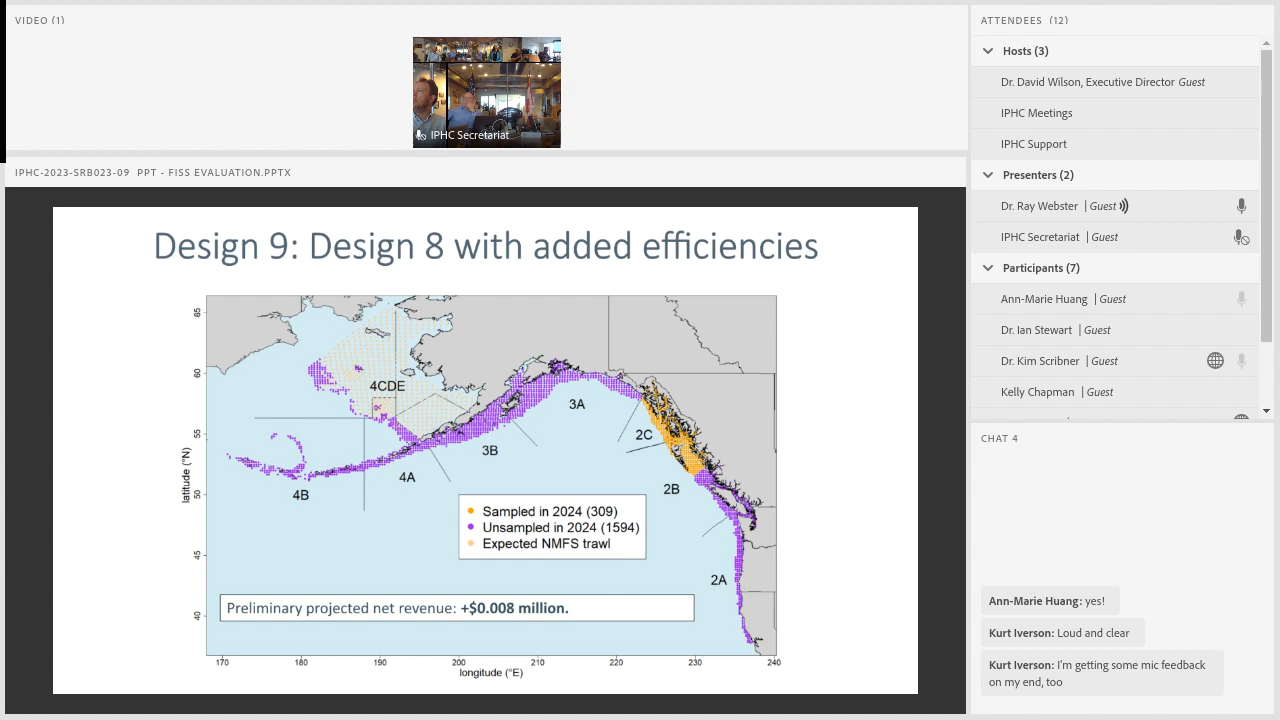 VIDEO (1)
IPHC Secretariat
IPHC-2023-SRB023-09 PPT - FISS EVALUATION.PPTX
Design 9: Design 8 with added efficiencies
65
60
55
50
45
40
latitude (°N)
4CDE
3A
2C
3B
4A
4B
2B
2A
Sampled in 2024 (309)
Unsampled in 2024 (1594)
Expected NMFS trawl
Preliminary projected net revenue: +$0.008 million.
170 180 190 200 210 220 230 240
longitude (°E)
ATTENDEES (12)
Hosts (3)
Dr. David Wilson, Executive Director Guest
IPHC Meetings
IPHC Support
Presenters (2)
Dr. Ray Webster | Guest
IPHC Secretariat | Guest
Participants (7)
Ann-Marie Huang | Guest
Dr. Ian Stewart | Guest
Dr. Kim Scribner | Guest
Kelly Chapman | Guest
CHAT 4
Ann-Marie Huang: yes!
Kurt Iverson: Loud and clear
Kurt Iverson: I'm getting some mic feedback
on my end, too